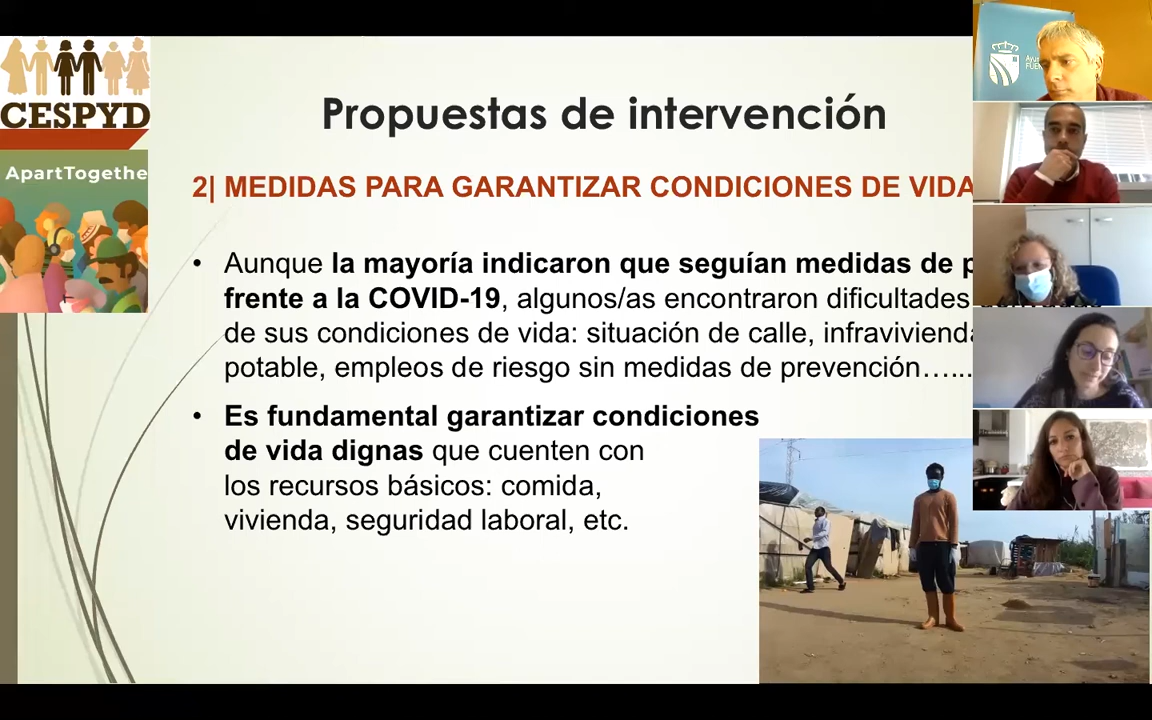 CESPYD
ApartTogethe
Propuestas de intervención
2| MEDIDAS PARA GARANTIZAR CONDICIONES DE VIDA
• Aunque la mayoría indicaron que seguían medidas de
frente a la COVID-19, algunos/as encontraron dificultades
de sus condiciones de vida: situación de calle, infravivienda
potable, empleos de riesgo sin medidas de prevención…...
• Es fundamental garantizar condiciones
de vida dignas que cuenten con
los recursos básicos: comida,
vivienda, seguridad laboral, etc.